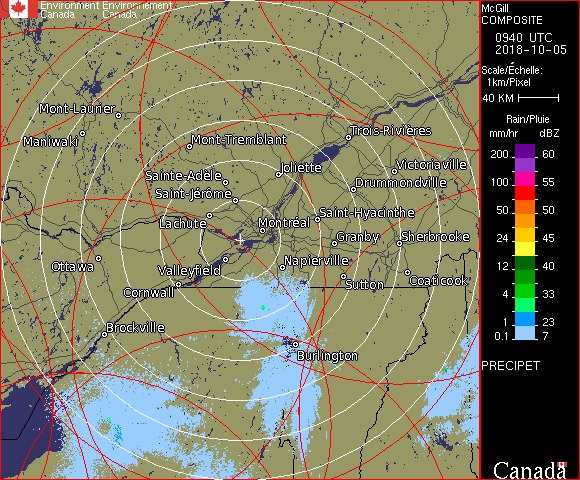 Environment Environnement
Canada Canada
McGill
COMPOSITE
0940 UTC
2018-10-05
Scale/Échelle:
1km/Pixel
40 KM
Rain/Pluie
mm/hr dBZ
200 60
100 55
50 50
24 45
12 40
4 33
1 23
0.1 7
PRECIPET
Canada
Mont-Laurier
Maniwaki
Mont-Tremblant
Trois-Rivières
Joliette
Victoriaville
Sainte-Adèle
Drummondville
Saint-Jérôme
Lachute
Saint-Hyacinthe
Montréal
Granby
Sherbrooke
Ottawa
Valleyfield
Napierville
Sutton
Coaticook
Cornwall
Brockville
Burlington